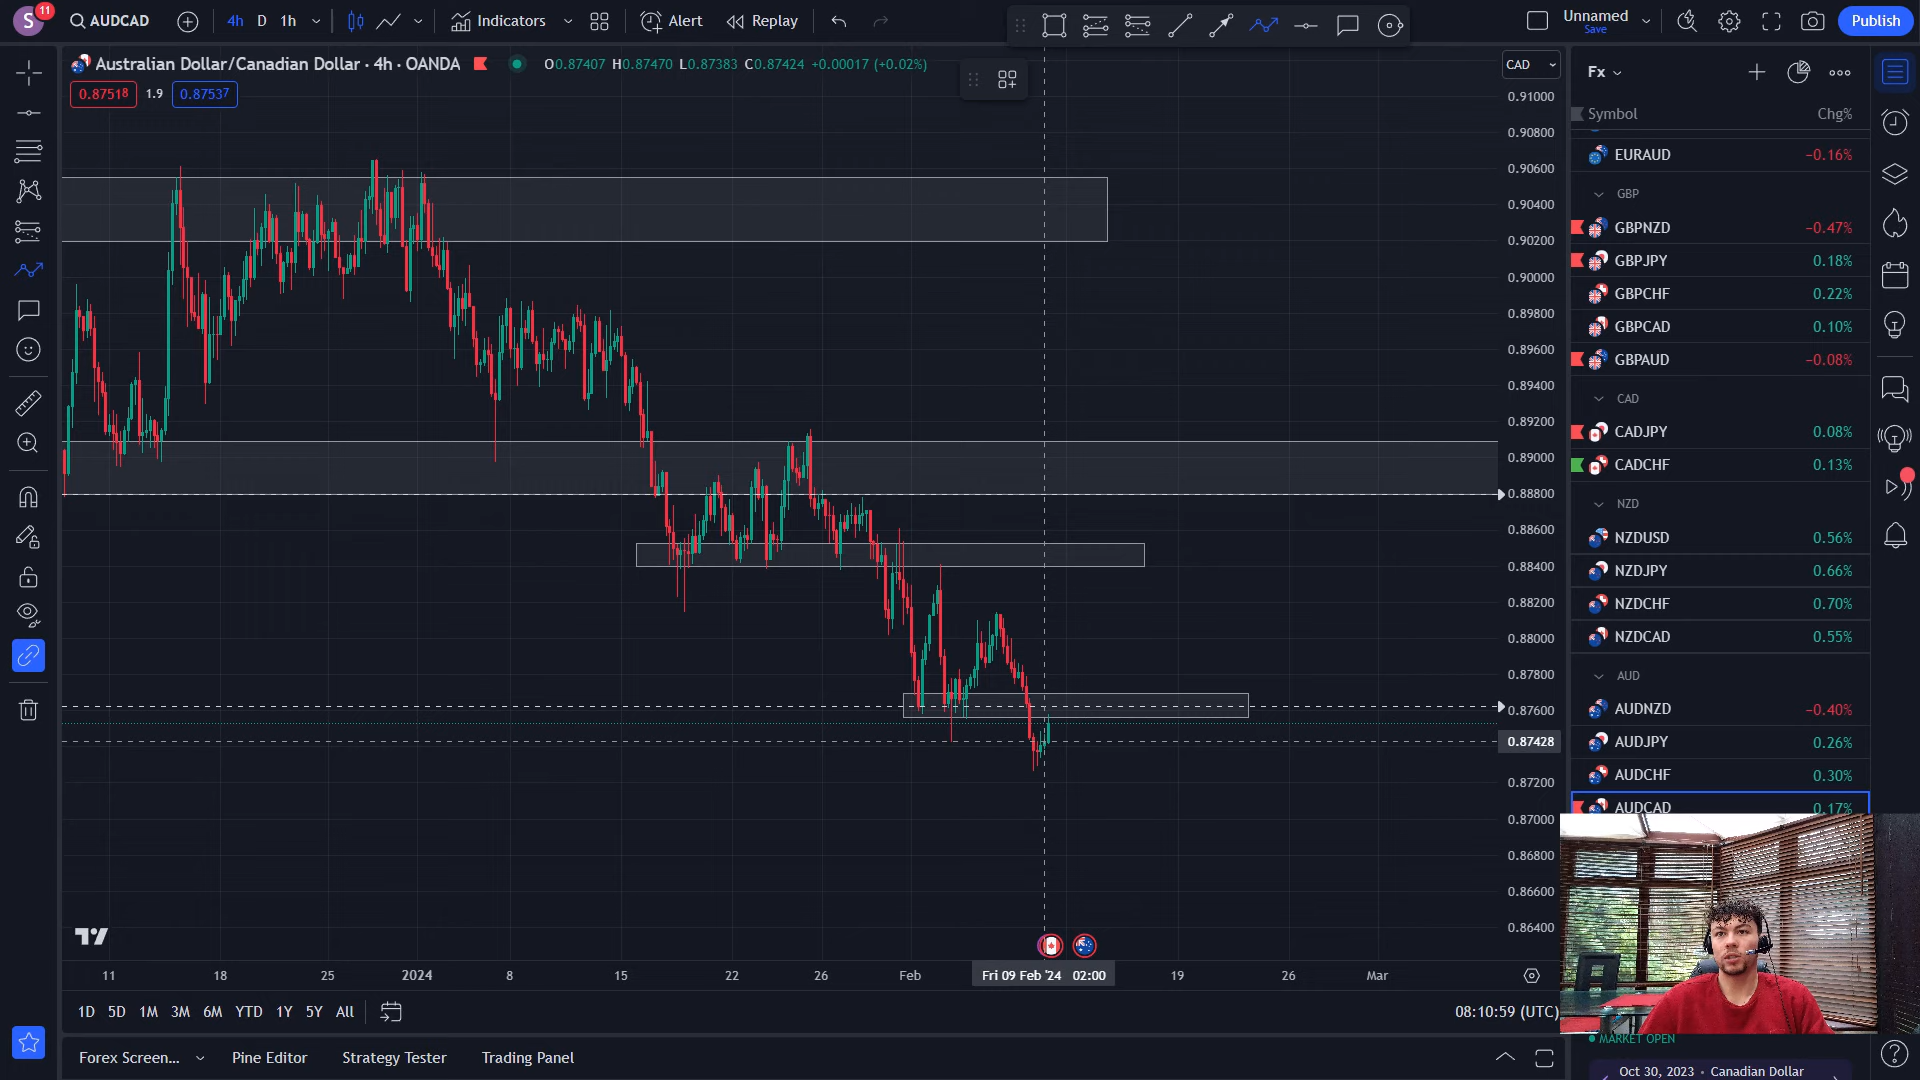 S 11 AUDCAD 4h D 1h Indicators Alert Replay Unnamed Save Publish
Australian Dollar/Canadian Dollar · 4h · OANDA O0.87407 H0.87470 L0.87383 C0.87424 +0.00017 (+0.02%)
0.87518 1.9 0.87537
CAD
0.91000
0.90800
0.90600
0.90400
0.90200
0.90000
0.89800
0.89600
0.89400
0.89200
0.89000
0.88800
0.88600
0.88400
0.88200
0.88000
0.87800
0.87600
0.87428
0.87200
0.87000
0.86800
0.86600
0.86400
11 18 25 2024 8 15 22 26 Feb Fri 09 Feb '24 02:00 19 26 Mar
1D 5D 1M 3M 6M YTD 1Y 5Y All 08:10:59 (UTC)
Forex Screen... Pine Editor Strategy Tester Trading Panel
Fx
Symbol Chg%
EURAUD −0.16%
GBP
GBPNZD −0.47%
GBPJPY 0.18%
GBPCHF 0.22%
GBPCAD 0.10%
GBPAUD −0.08%
CAD
CADJPY 0.08%
CADCHF 0.13%
NZD
NZDUSD 0.56%
NZDJPY 0.66%
NZDCHF 0.70%
NZDCAD 0.55%
AUD
AUDNZD −0.40%
AUDJPY 0.26%
AUDCHF 0.30%
AUDCAD 0.17%
MARKET OPEN
Oct 30, 2023 • Canadian Dollar